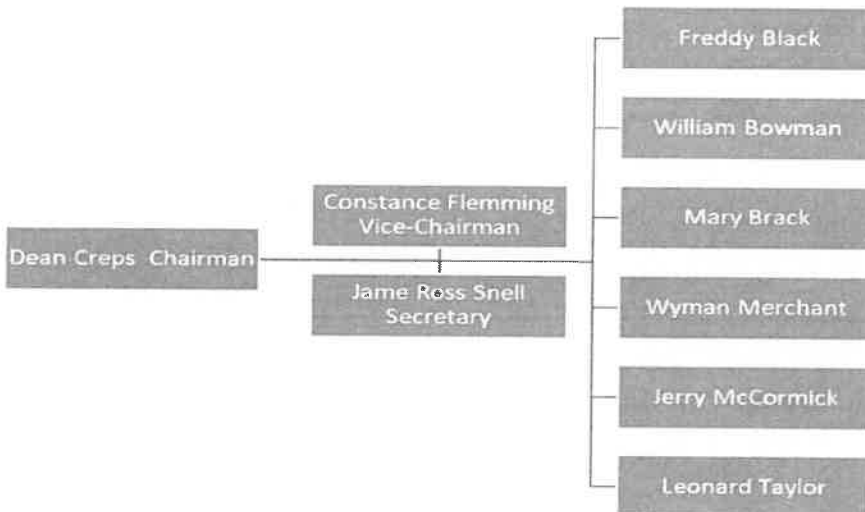 Dean Creps Chairman
Constance Flemming
Vice-Chairman
Jame Ross Snell
Secretary
Freddy Black
William Bowman
Mary Brack
Wyman Merchant
Jerry McCormick
Leonard Taylor